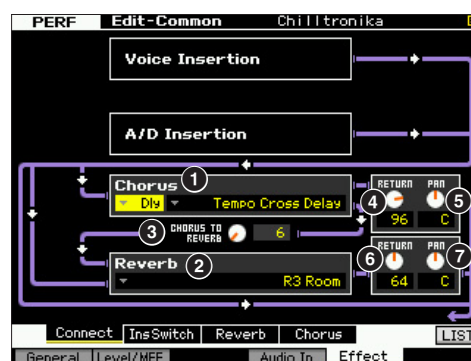 PERF Edit-Common Chilltronika
Voice Insertion
A/D Insertion
Chorus 1
Dly Tempo Cross Delay
RETURN PAN
4 5
96 C
3 CHORUS TO REVERB 6
Reverb 2
R3 Room
RETURN PAN
6 7
64 C
Connect InsSwitch Reverb Chorus LIST
General Level/MEF Audio In Effect